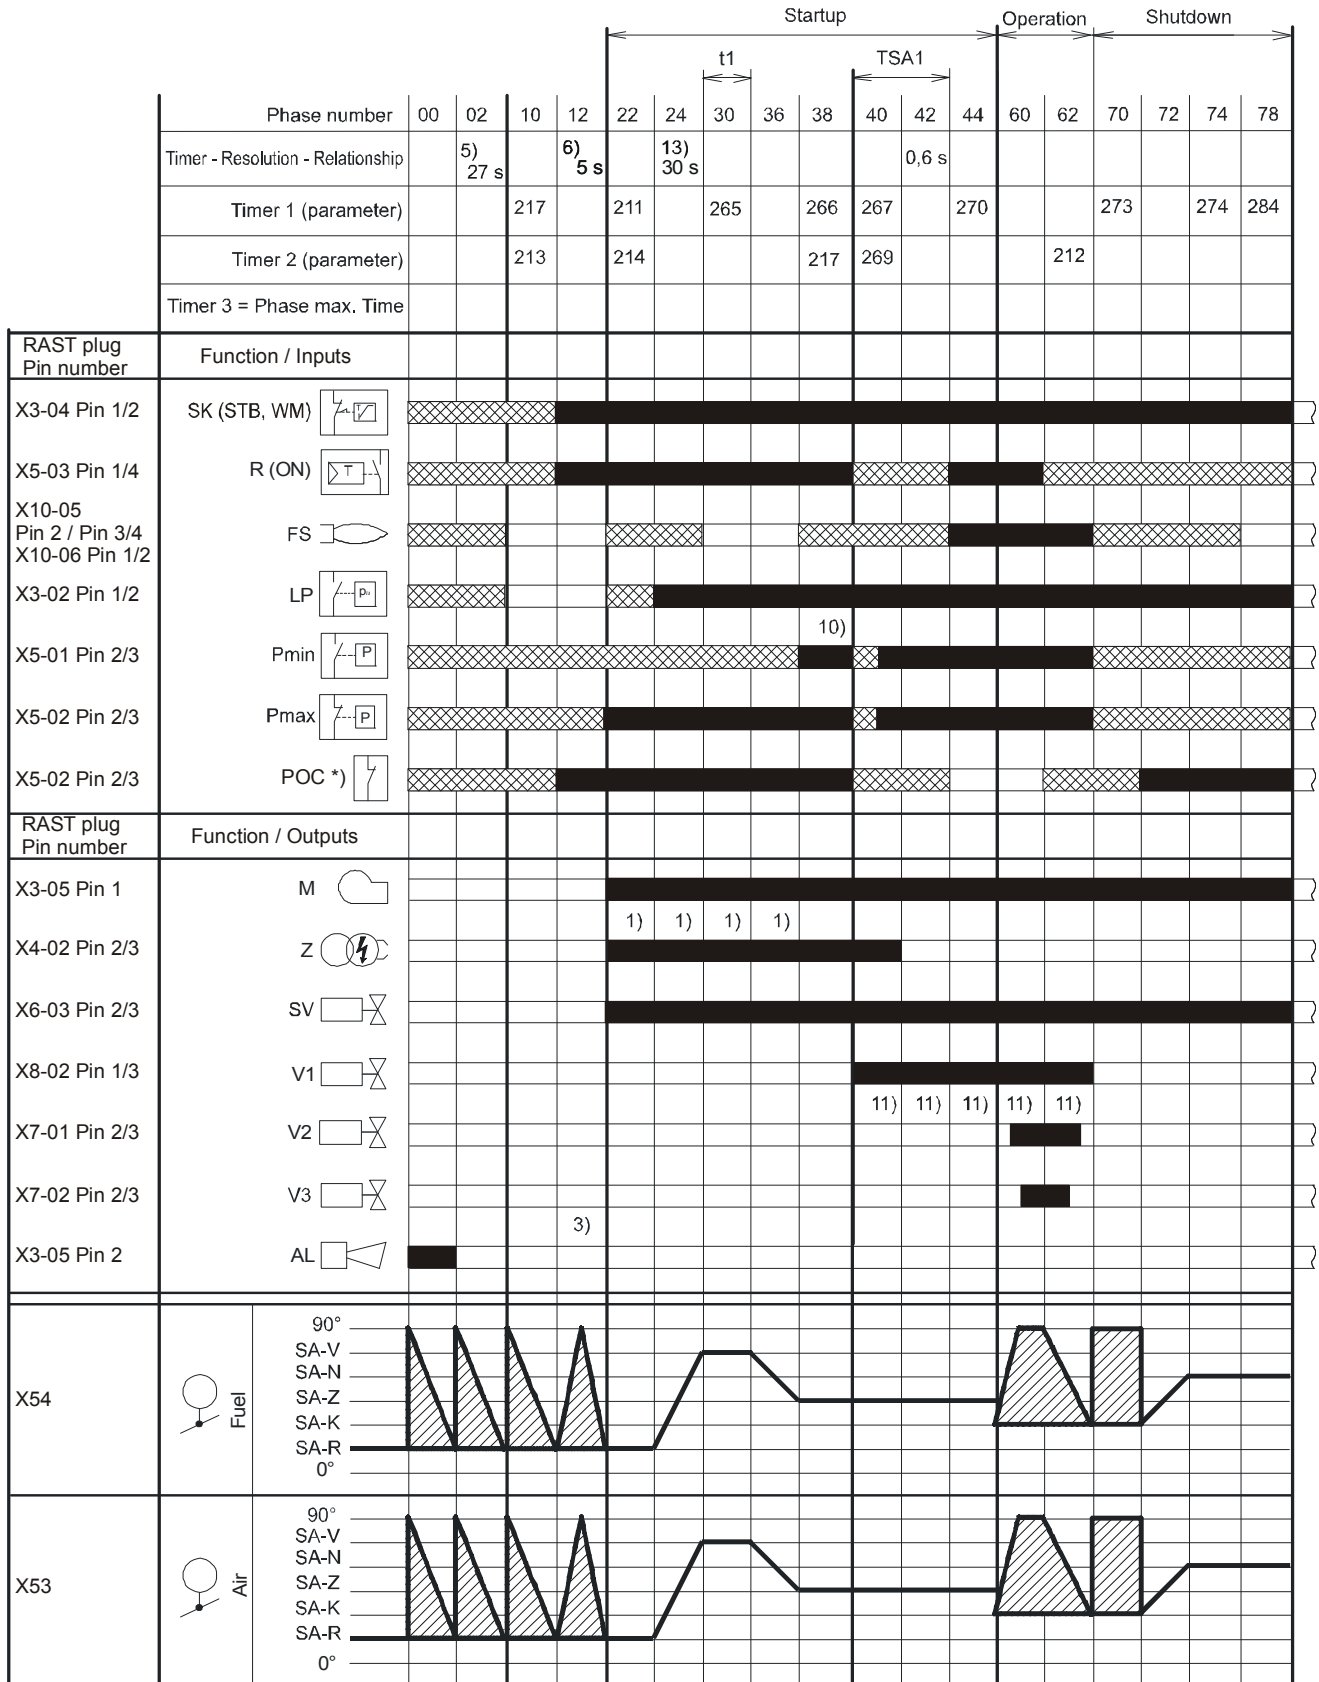 Startup Operation Shutdown
t1 TSA1
Phase number 00 02 10 12 22 24 30 36 38 40 42 44 60 62 70 72 74 78
Timer - Resolution - Relationship 5) 27 s 6) 5 s 13) 30 s 0,6 s
Timer 1 (parameter) 217 211 265 266 267 270 273 274 284
Timer 2 (parameter) 213 214 217 269 212
Timer 3 = Phase max. Time
RAST plug
Pin number
Function / Inputs
X3-04 Pin 1/2 SK (STB, WM)
X5-03 Pin 1/4 R (ON)
X10-05
Pin 2 / Pin 3/4
X10-06 Pin 1/2
FS
X3-02 Pin 1/2 LP
10)
X5-01 Pin 2/3 Pmin P
X5-02 Pin 2/3 Pmax P
X5-02 Pin 2/3 POC *)
RAST plug
Pin number
Function / Outputs
X3-05 Pin 1 M
1) 1) 1) 1)
X4-02 Pin 2/3 Z
X6-03 Pin 2/3 SV
X8-02 Pin 1/3 V1
11) 11) 11) 11) 11)
X7-01 Pin 2/3 V2
X7-02 Pin 2/3 V3
3)
X3-05 Pin 2 AL
X54
Fuel
90°
SA-V
SA-N
SA-Z
SA-K
SA-R
0°
X53
Air
90°
SA-V
SA-N
SA-Z
SA-K
SA-R
0°